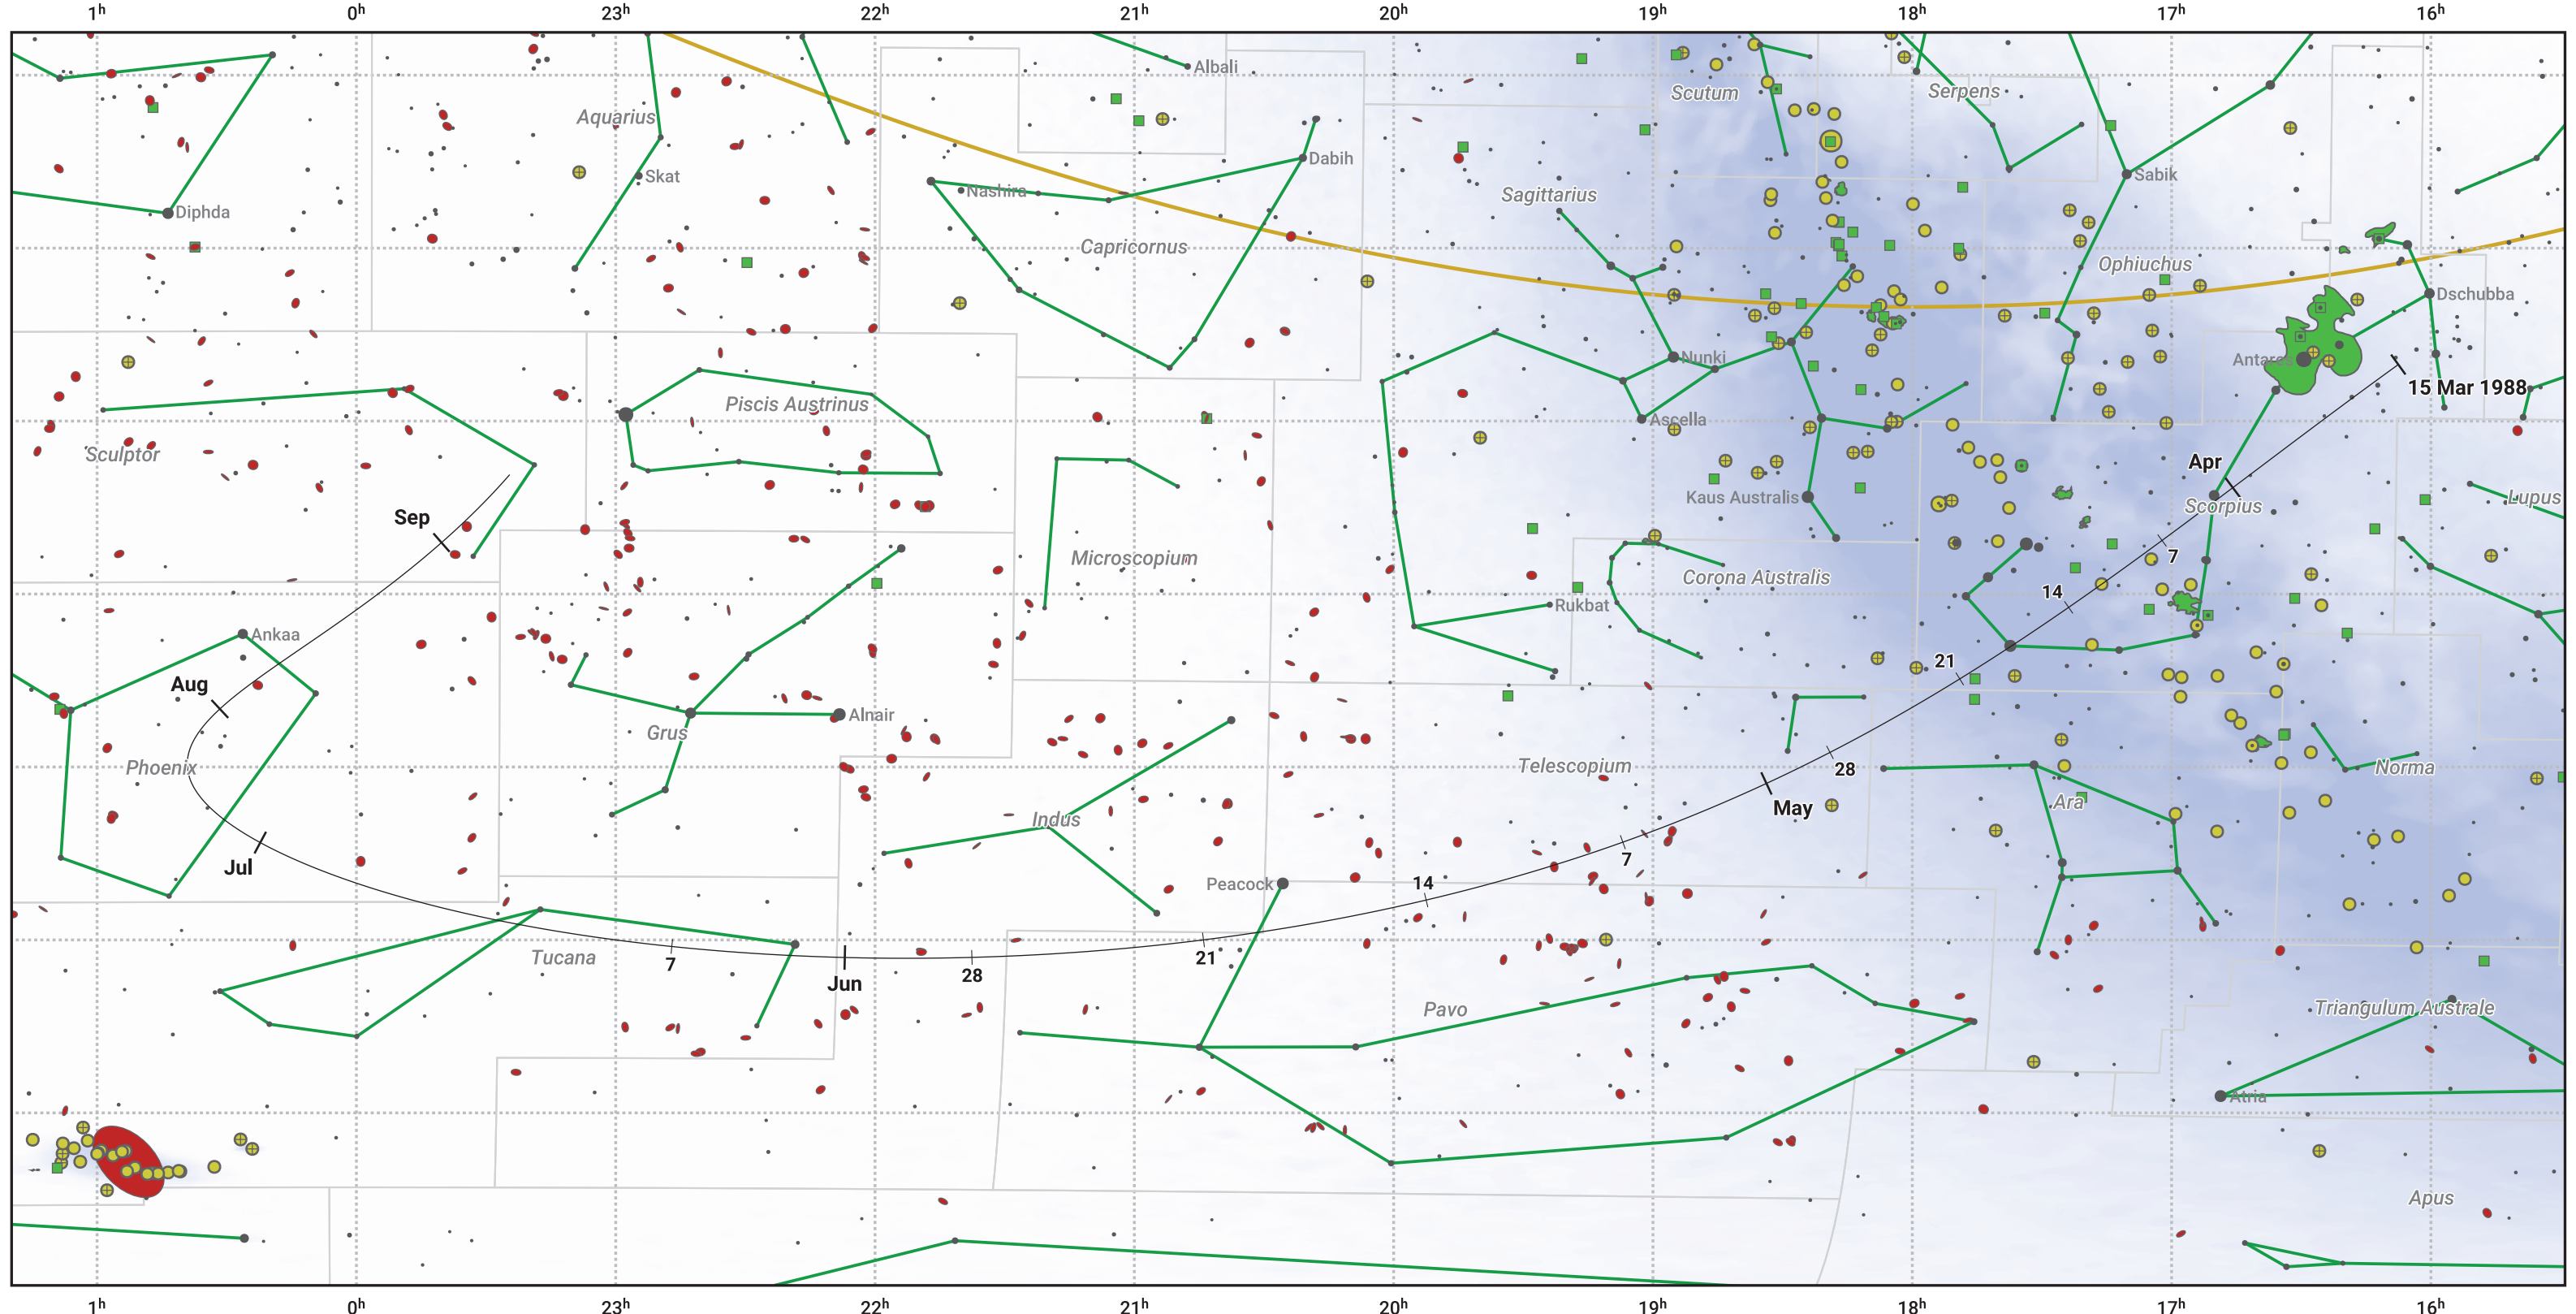 1h 0h 23h 22h 21h 20h 19h 18h 17h 16h
Albali
Scutum
Serpens
Aquarius
Dabih
Skat
Sabik
Nashira
Sagittarius
Diphda
Capricornus
Ophiuchus
Dschubba
Nunki
Antares
15 Mar 1988
Piscis Austrinus
Ascella
Sculptor
Apr
Kaus Australis
Lupus
Scorpius
Sep
7
Microscopium
Corona Australis
14
Rukbat
Ankaa
21
Aug
Alnair
Grus
Phoenix
Telescopium
28
Norma
May
Ara
Indus
7
Jul
Peacock
14
Tucana
7
21
28
Jun
Pavo
Triangulum Australe
Atria
Apus
1h 0h 23h 22h 21h 20h 19h 18h 17h 16h